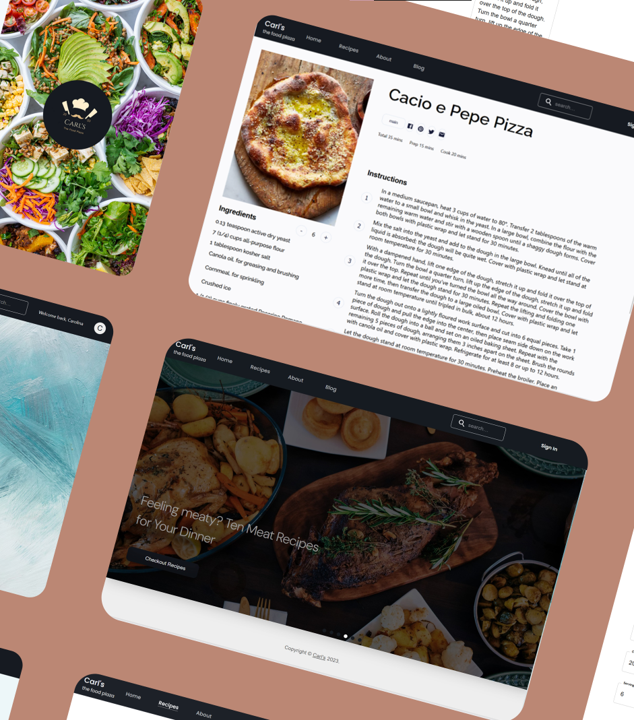 up and fold it
over the top of the dough.
Turn the bowl a quarter
turn, lift up the edge of the
CARL'S
Carl's
the food plaza
Home
Recipes
About
Blog
search..
Cacio e Pepe Pizza
main
Total 35 mins
Prep 15 mins
Cook 20 mins
Instructions
1
In a medium saucepan, heat 3 cups of water to 80°. Transfer 2 tablespoons of the warm
water to a small bowl and whisk in the yeast. In a large bowl, combine the flour with the
remaining warm water and stir with a wooden spoon until a shaggy dough forms. Cover
both bowls with plastic wrap and let stand for 30 minutes.
2
Mix the salt into the yeast and add to the dough in the large bowl. Knead until all of the
liquid is absorbed; the dough will be quite wet. Cover with plastic wrap and let stand at
room temperature for 30 minutes.
3
With a dampened hand, lift one edge of the dough, stretch it up and fold it over the top of
the dough. Turn the bowl a quarter turn, lift up the edge of the dough, stretch it up and fold
it over the top. Repeat until you've turned the bowl all the way around. Cover the bowl with
plastic wrap and let the dough stand for 30 minutes. Repeat the lifting and folding one
more time, then transfer the dough to a large oiled bowl. Cover with plastic wrap and let
stand at room temperature until tripled in bulk, about 12 hours.
4
Turn the dough out onto a lightly floured work surface and cut into 6 equal pieces. Take 1
piece of dough and pull the edge into the center; then place seam side down on the work
surface. Roll the dough into a ball and set on an oiled baking sheet. Repeat with the
remaining 5 pieces of dough, arranging them 3 inches apart on the sheet. Brush the rounds
with canola oil and cover with plastic wrap. Refrigerate for at least 8 or up to 12 hours.
Let the dough stand at room temperature for 30 minutes. Preheat the broiler. Place an
Ingredients
-
6
+
0.13 teaspoon active dry yeast
7 (1/4) cups all-purpose flour
1 tablespoon kosher salt
Canola oil, for greasing and brushing
Cornmeal, for sprinkling
Crushed ice
search..
Welcome back, Carolina
C
Carl's
the food plaza
Home
Recipes
About
Blog
search..
Sign In
Feeling meaty? Ten Meat Recipes
for Your Dinner
Checkout Recipes
Copyright © Carl's 2023.
Carl's
the food plaza
Home
Recipes
About
6